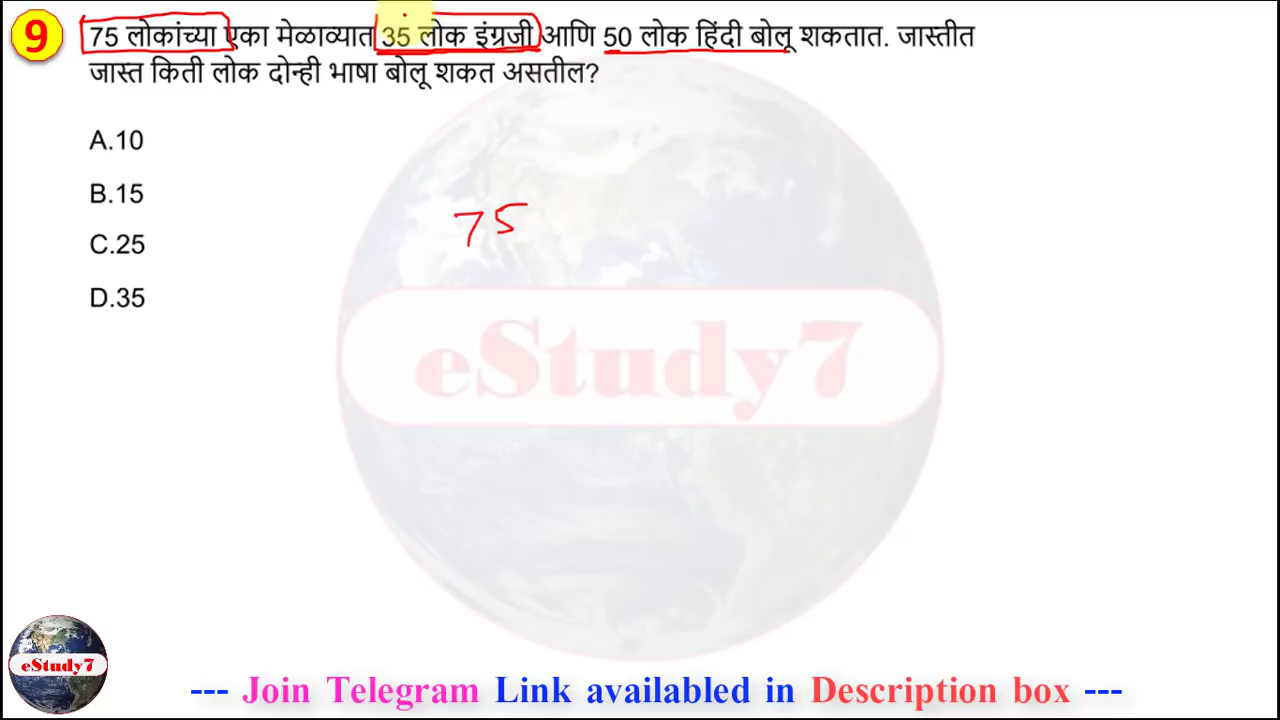 9
75 लोकांच्या एका मेळाव्यात 35 लोक इंग्रजी आणि 50 लोक हिंदी बोलू शकतात. जास्तीत
जास्त किती लोक दोन्ही भाषा बोलू शकत असतील?
A.10
B.15
C.25
D.35
75
eStudy7
eStudy7
--- Join Telegram Link availabled in Description box ---